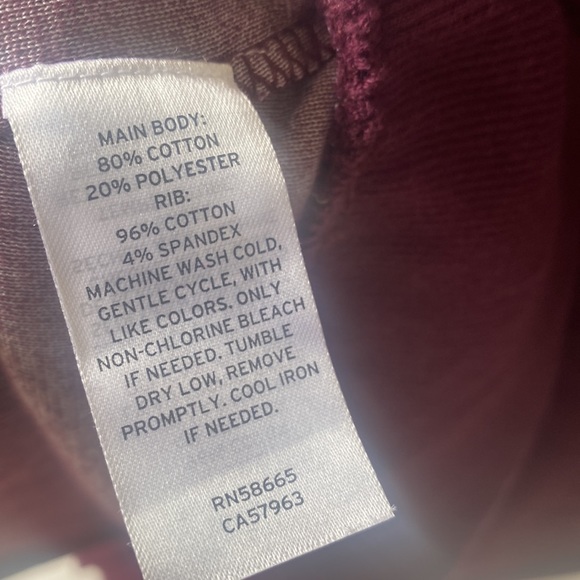 MAIN BODY:
80% COTTON
20% POLYESTER
RIB:
96% COTTON
4% SPANDEX
MACHINE WASH COLD,
GENTLE CYCLE, WITH
LIKE COLORS. ONLY
NON-CHLORINE BLEACH
IF NEEDED. TUMBLE
DRY LOW, REMOVE
PROMPTLY. COOL IRON
IF NEEDED.
RN58665
CA57963